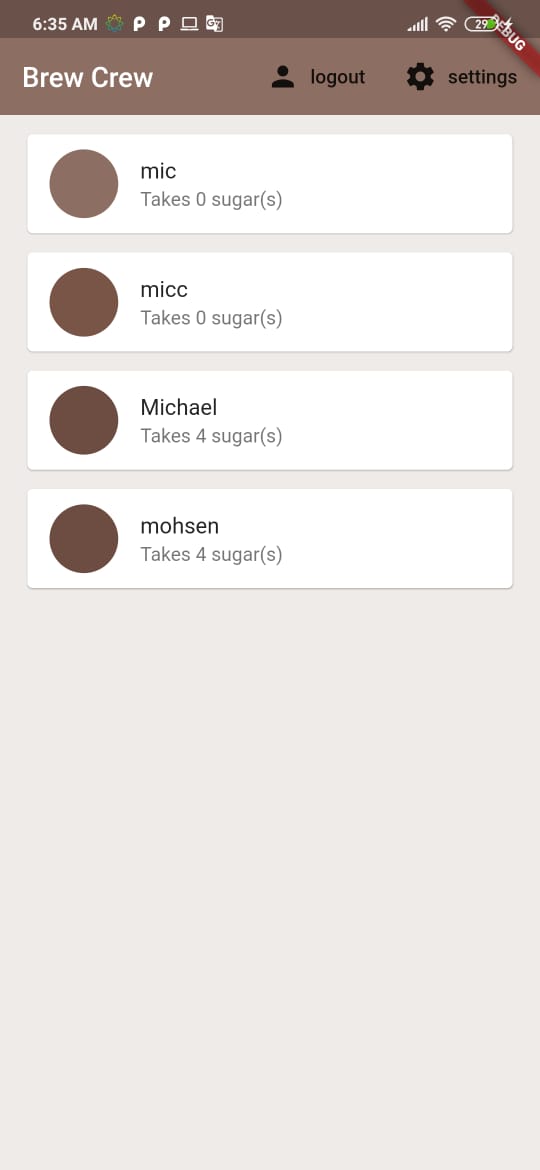 6:35 AM
29
DEBUG
Brew Crew
logout
settings
mic
Takes 0 sugar(s)
micc
Takes 0 sugar(s)
Michael
Takes 4 sugar(s)
mohsen
Takes 4 sugar(s)